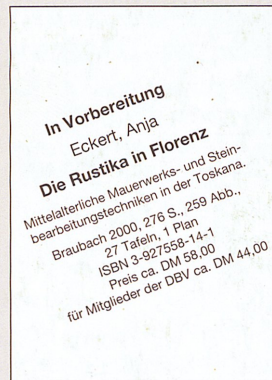 In Vorbereitung
Eckert, Anja
Die Rustika in Florenz
Mittelalterliche Mauerwerks- und Stein-
bearbeitungstechniken in der Toskana.
Braubach 2000, 276 S., 259 Abb.,
27 Tafeln, 1 Plan
ISBN 3-927558-14-1
Preis ca. DM 58,00
für Mitglieder der DBV ca. DM 44,00